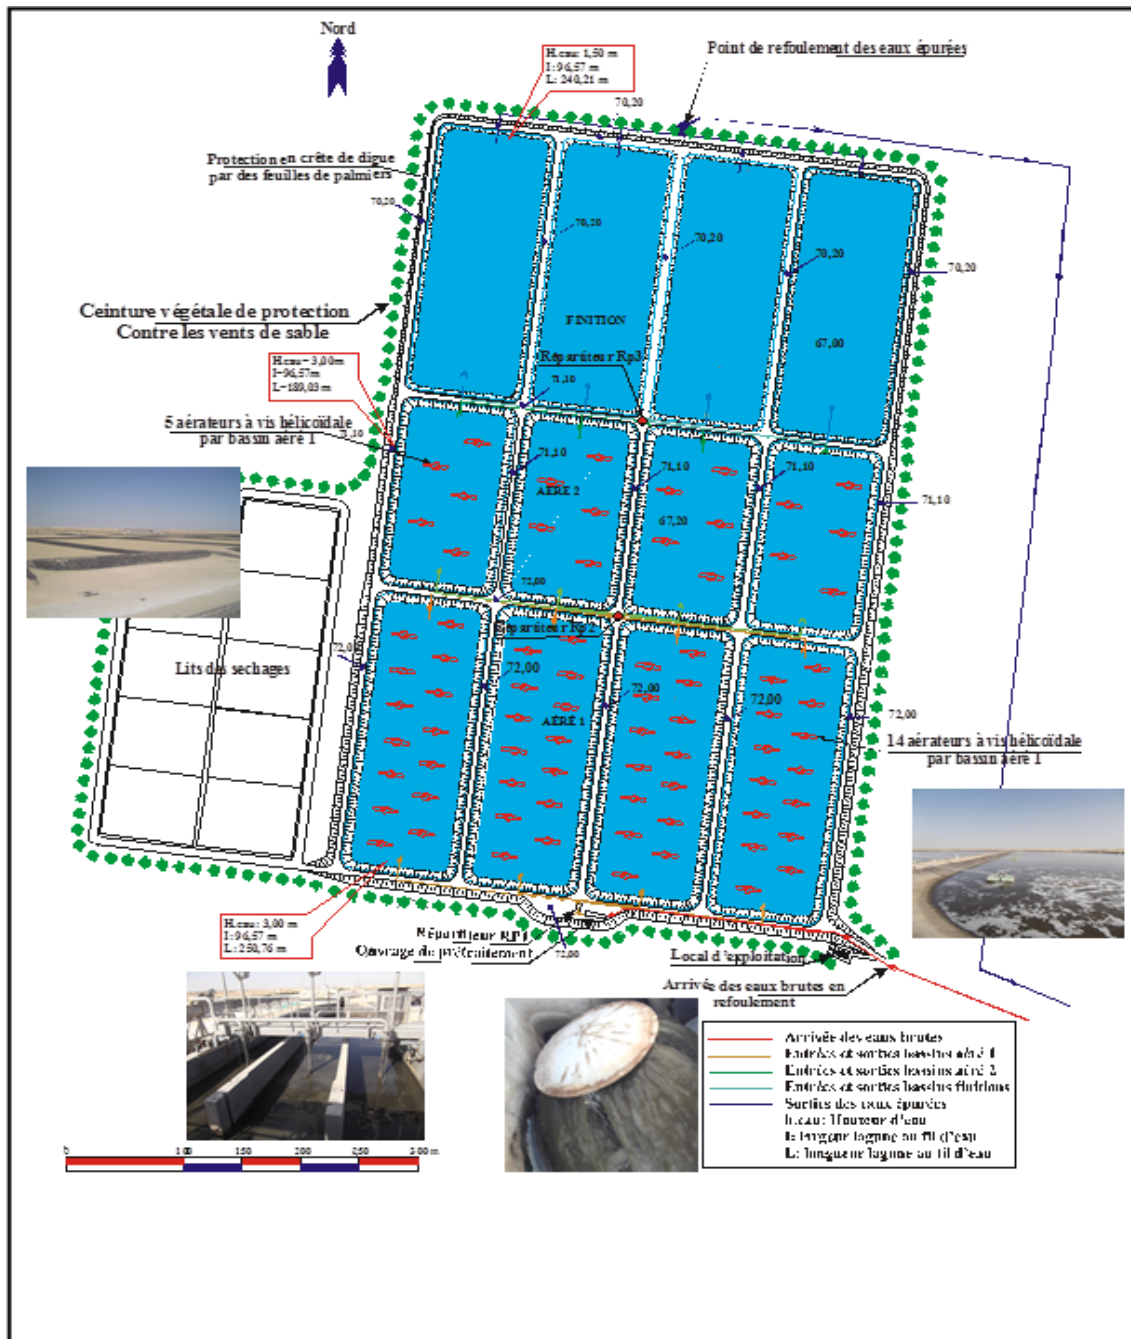 Nord
H.eau: 1,50 m
l: 96,57 m
L: 240,21 m
Point de refoulement des eaux épurées
70,20
Protection en crête de digue
par des feuilles de palmiers
70,20
70,20
70,20
70,20
70,20
Ceinture végétale de protection
Contre les vents de sable
FINITION
67,00
H.eau= 3,00m
l=96,57m
L=189,03 m
Répartiteur Rp3
71,10
5 aérateurs à vis hélicoïdale
par bassin aéré 1
71,10
71,10
71,10
71,10
71,10
AÉRÉ 2
67,20
72,00
Répartiteur Rp2
72,00
Lits des sechages
72,00
72,00
72,00
72,00
AÉRÉ 1
14 aérateurs à vis hélicoïdale
par bassin aéré 1
H.eau: 3,00 m
l: 96,57 m
L: 250,76 m
Répartiteur RP1
Ouvrage de prétraitement
72,00
Local d'exploitation
Arrivée des eaux brutes en
refoulement
Arrivée des eaux brutes
Entrées et sorties bassins aéré 1
Entrées et sorties bassins aéré 2
Entrées et sorties bassins finitions
Sorties des eaux épurées
h.eau: Hauteur d'eau
l: largeur lagune au fil d'eau
L: longueur lagune au fil d'eau
0 100 200 250 300 m